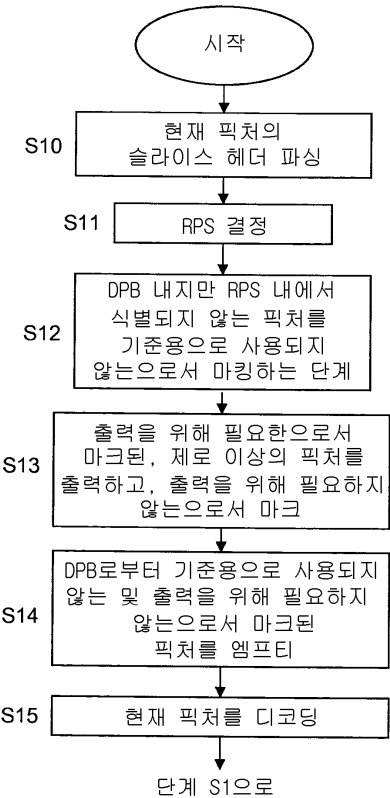 시작
S10
현재 픽처의
슬라이스 헤더 파싱
S11
RPS 결정
S12
DPB 내지만 RPS 내에서
식별되지 않는 픽처를
기준용으로 사용되지
않는으로서 마킹하는 단계
S13
출력을 위해 필요한으로서
마크된, 제로 이상의 픽처를
출력하고, 출력을 위해 필요하지
않는으로서 마크
S14
DPB로부터 기준용으로 사용되지
않는 및 출력을 위해 필요하지
않는으로서 마크된
픽처를 엠프티
S15
현재 픽처를 디코딩
단계 S1으로